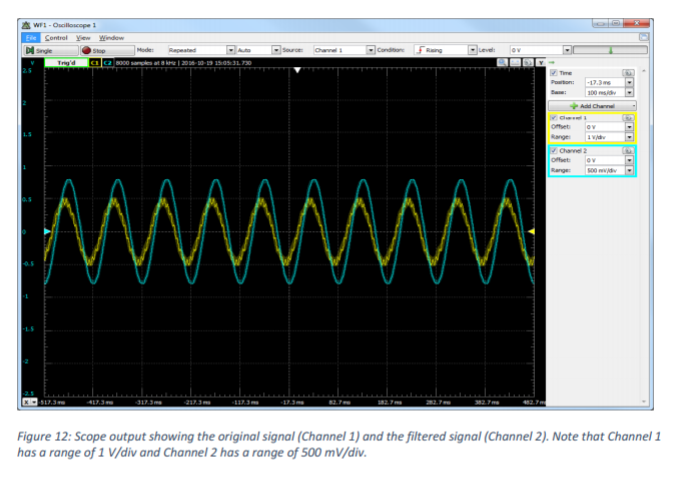 WF1 - Oscilloscope 1
File Control View Window
Single Stop Mode: Repeated Auto Source: Channel 1 Condition: Rising Level: 0 V
V Trig'd C1 C2 8000 samples at 8 kHz | 2016-10-19 15:05:31.730 Y
2.5
2
1.5
1
0.5
0
-0.5
-1
-1.5
-2
-2.5
X -517.3 ms -417.3 ms -317.3 ms -217.3 ms -117.3 ms -17.3 ms 82.7 ms 182.7 ms 282.7 ms 382.7 ms 482.7 ms
Time
Position: -17.3 ms
Base: 100 ms/div
Add Channel
Channel 1
Offset: 0 V
Range: 1 V/div
Channel 2
Offset: 0 V
Range: 500 mV/div
Figure 12: Scope output showing the original signal (Channel 1) and the filtered signal (Channel 2). Note that Channel 1
has a range of 1 V/div and Channel 2 has a range of 500 mV/div.